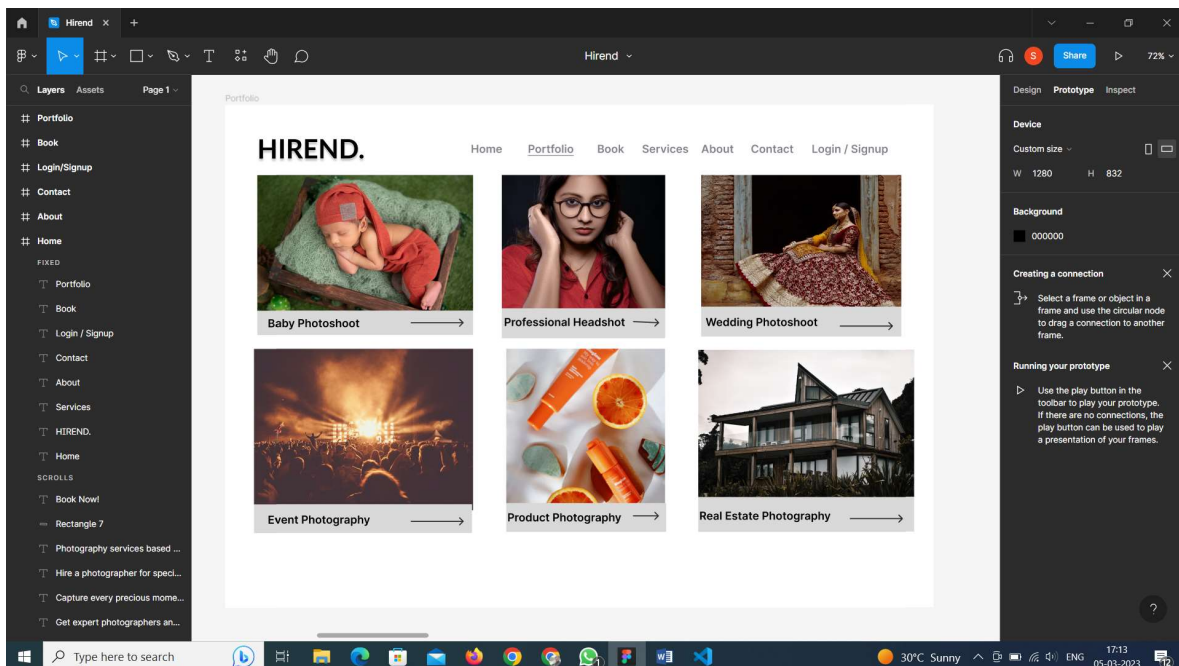 Hirend
Hirend
S
Share
72%
Layers
Assets
Page 1
Portfolio
Book
Login/Signup
Contact
About
Home
FIXED
Portfolio
Book
Login / Signup
Contact
About
Services
HIREND.
Home
SCROLLS
Book Now!
Rectangle 7
Photography services based ...
Hire a photographer for speci...
Capture every precious mome...
Get expert photographers an...
Portfolio
HIREND.
Home Portfolio Book Services About Contact Login / Signup
Baby Photoshoot
Professional Headshot
Wedding Photoshoot
Event Photography
Product Photography
Real Estate Photography
Design Prototype Inspect
Device
Custom size
W 1280 H 832
Background
000000
Creating a connection
Select a frame or object in a
frame and use the circular node
to drag a connection to another
frame.
Running your prototype
Use the play button in the
toolbar to play your prototype.
If there are no connections, the
play button can be used to play
a presentation of your frames.
?
Type here to search
30°C Sunny
ENG
17:13
05-03-2023